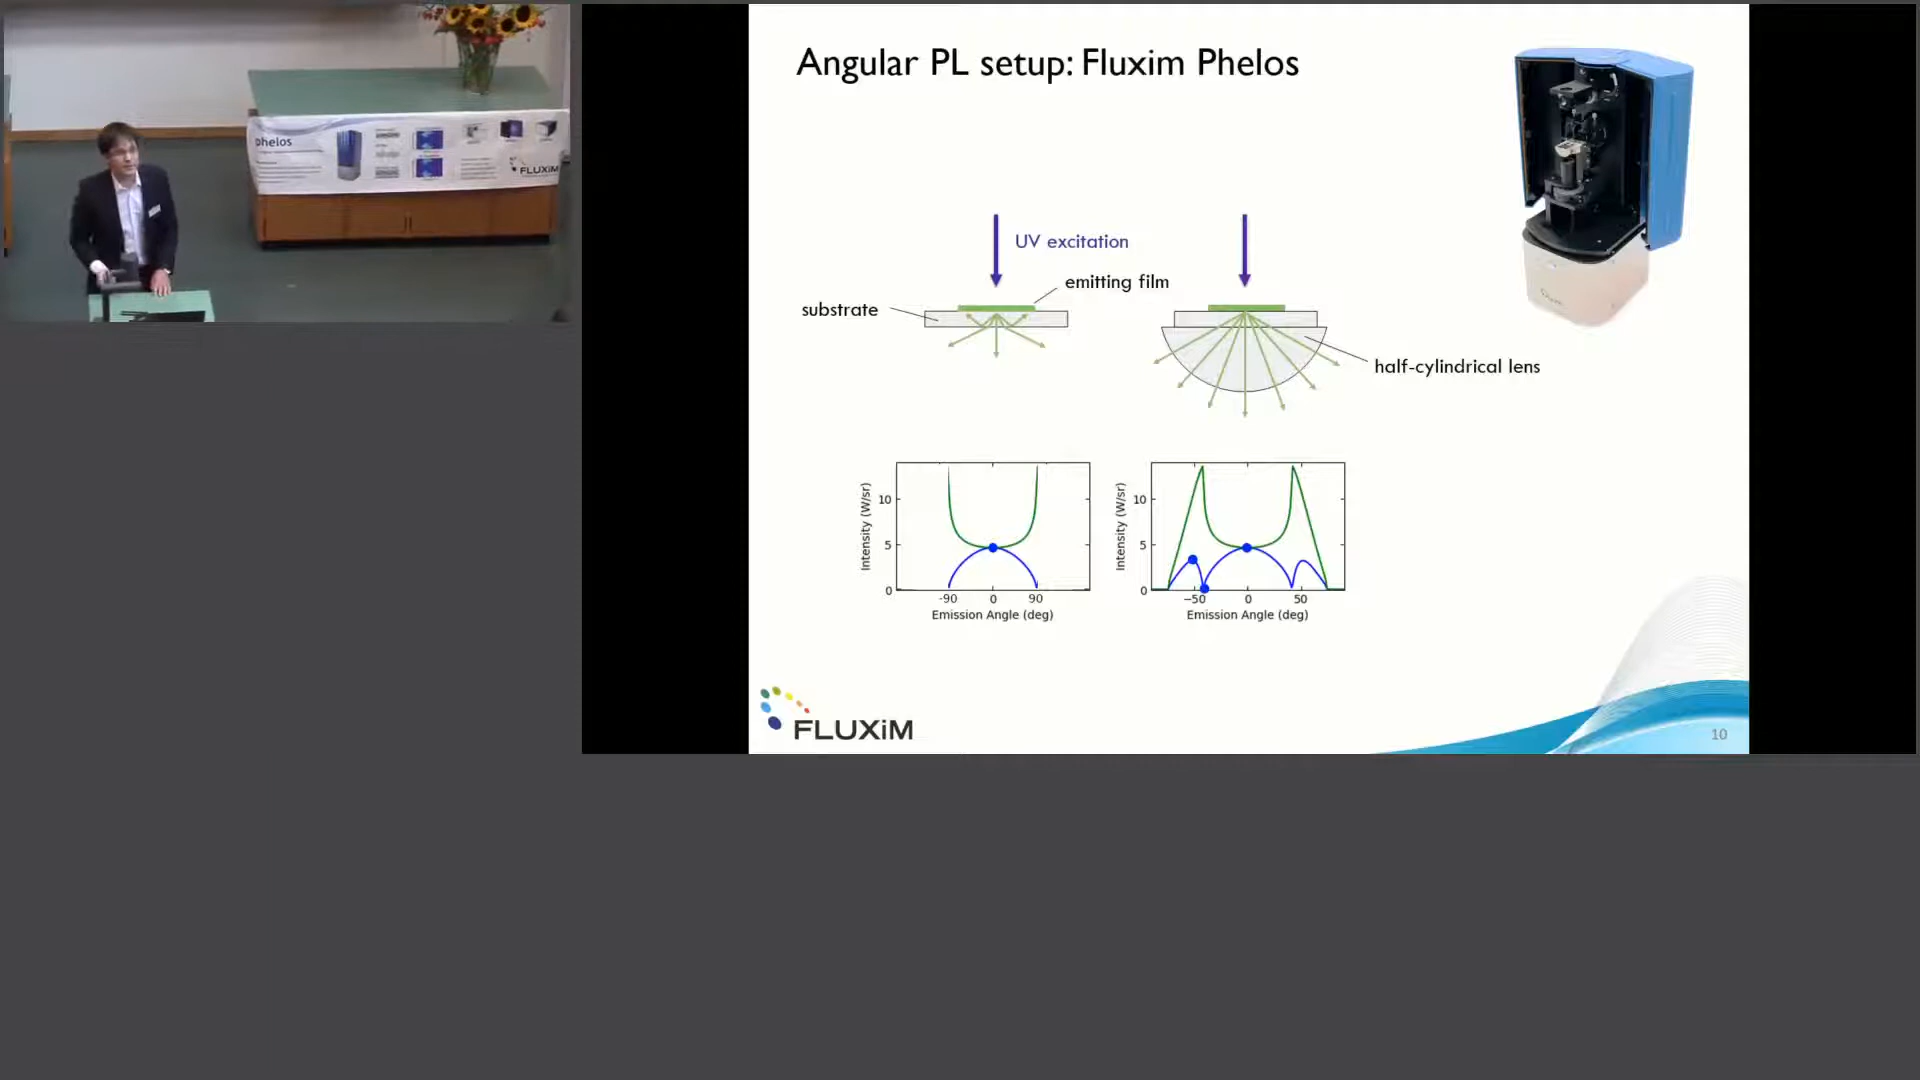 Angular PL setup: Fluxim Phelos
phelos
FLUXiM
UV excitation
emitting film
substrate
half-cylindrical lens
Intensity (W/sr)
10
5
0
-90 0 90
Emission Angle (deg)
Intensity (W/sr)
10
5
0
−50 0 50
Emission Angle (deg)
FLUXiM
10